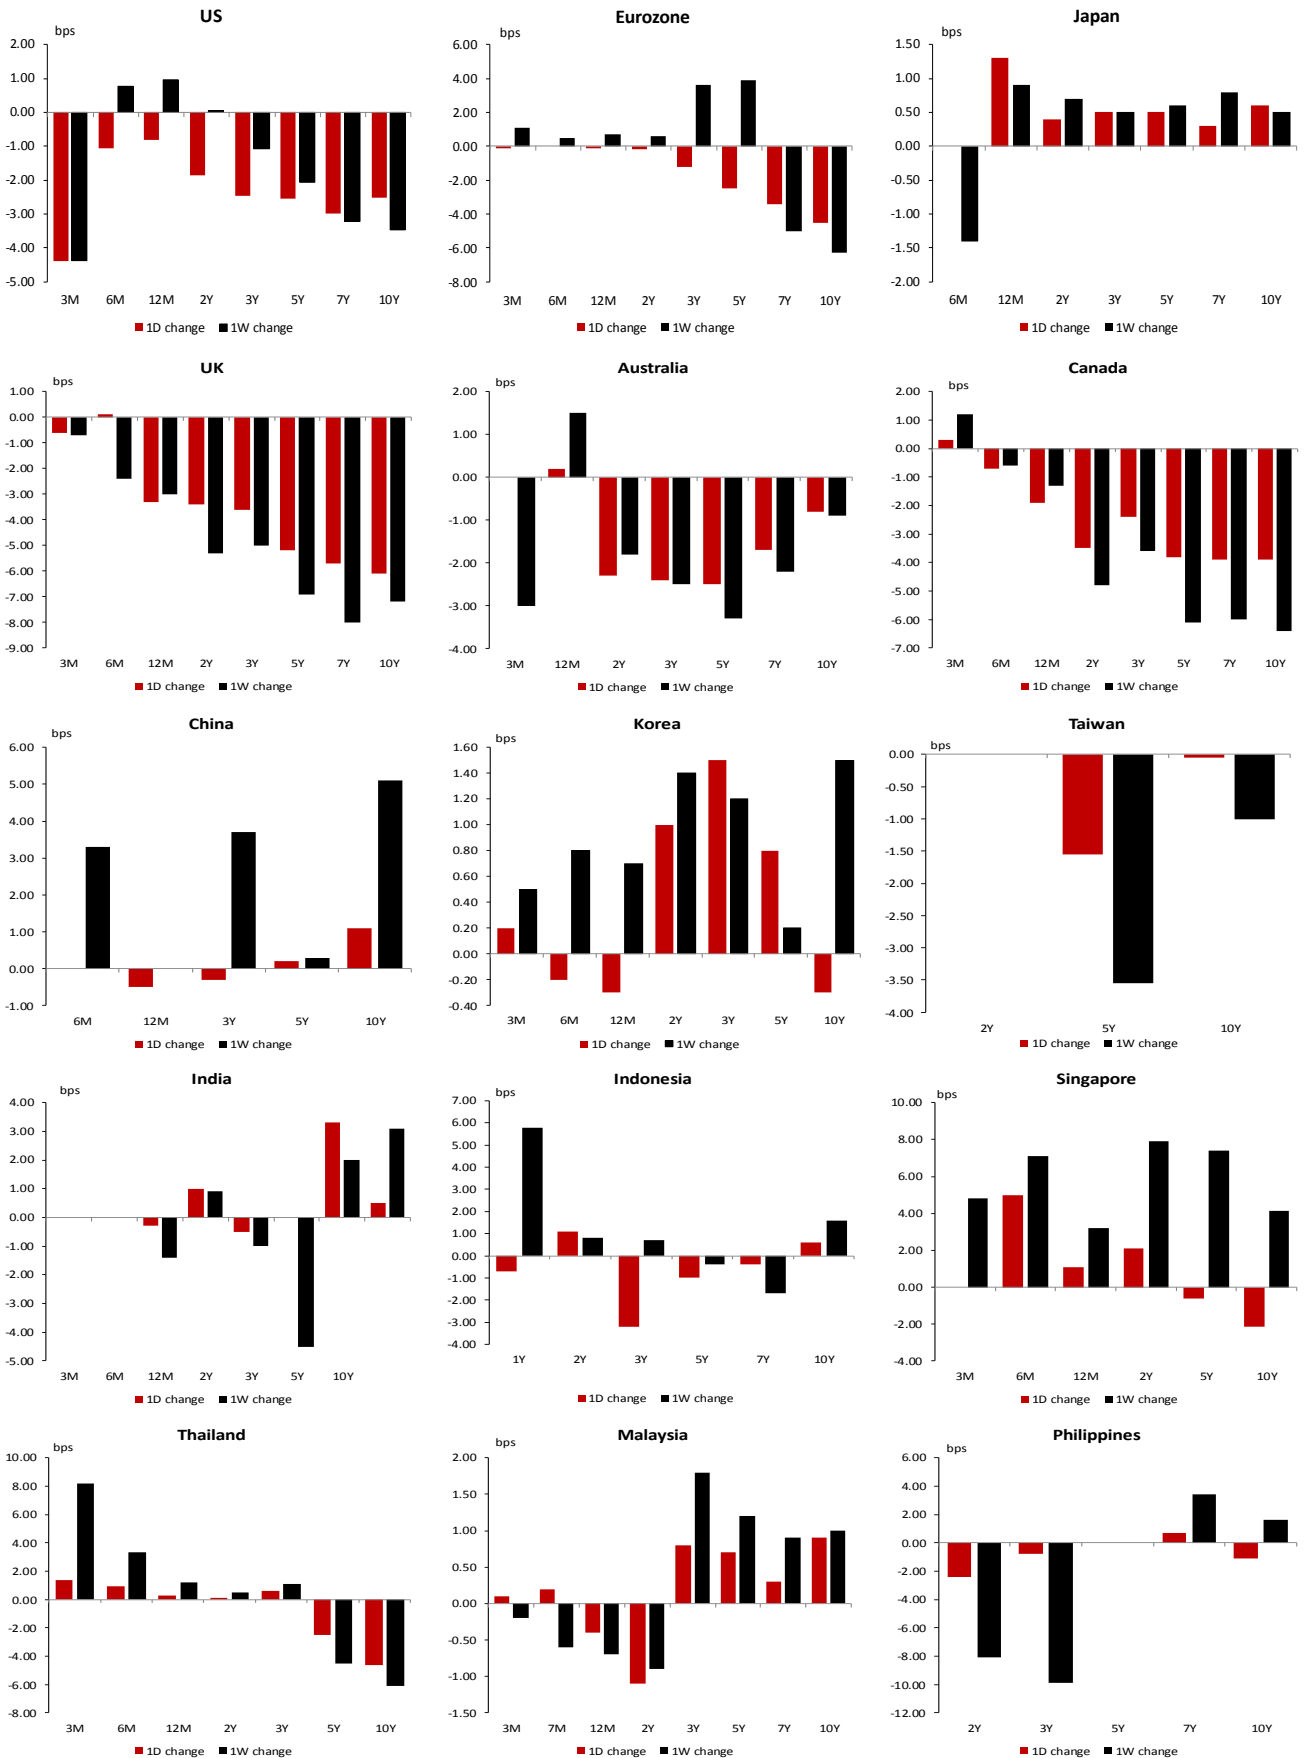 US
bps
2.00
1.00
0.00
-1.00
-2.00
-3.00
-4.00
-5.00
3M 6M 12M 2Y 3Y 5Y 7Y 10Y
1D change 1W change
Eurozone
bps
6.00
4.00
2.00
0.00
-2.00
-4.00
-6.00
-8.00
3M 6M 12M 2Y 3Y 5Y 7Y 10Y
1D change 1W change
Japan
bps
1.50
1.00
0.50
0.00
-0.50
-1.00
-1.50
-2.00
6M 12M 2Y 3Y 5Y 7Y 10Y
1D change 1W change
UK
bps
1.00
0.00
-1.00
-2.00
-3.00
-4.00
-5.00
-6.00
-7.00
-8.00
-9.00
3M 6M 12M 2Y 3Y 5Y 7Y 10Y
1D change 1W change
Australia
bps
2.00
1.00
0.00
-1.00
-2.00
-3.00
-4.00
3M 12M 2Y 3Y 5Y 7Y 10Y
1D change 1W change
Canada
bps
2.00
1.00
0.00
-1.00
-2.00
-3.00
-4.00
-5.00
-6.00
-7.00
3M 6M 12M 2Y 3Y 5Y 7Y 10Y
1D change 1W change
China
bps
6.00
5.00
4.00
3.00
2.00
1.00
0.00
-1.00
6M 12M 3Y 5Y 10Y
1D change 1W change
Korea
bps
1.60
1.40
1.20
1.00
0.80
0.60
0.40
0.20
0.00
-0.20
-0.40
3M 6M 12M 2Y 3Y 5Y 10Y
1D change 1W change
Taiwan
bps
0.00
-0.50
-1.00
-1.50
-2.00
-2.50
-3.00
-3.50
-4.00
2Y 5Y 10Y
1D change 1W change
India
bps
4.00
3.00
2.00
1.00
0.00
-1.00
-2.00
-3.00
-4.00
-5.00
3M 6M 12M 2Y 3Y 5Y 10Y
1D change 1W change
Indonesia
bps
7.00
6.00
5.00
4.00
3.00
2.00
1.00
0.00
-1.00
-2.00
-3.00
-4.00
1Y 2Y 3Y 5Y 7Y 10Y
1D change 1W change
Singapore
bps
10.00
8.00
6.00
4.00
2.00
0.00
-2.00
-4.00
3M 6M 12M 2Y 5Y 10Y
1D change 1W change
Thailand
bps
10.00
8.00
6.00
4.00
2.00
0.00
-2.00
-4.00
-6.00
-8.00
3M 6M 12M 2Y 3Y 5Y 10Y
1D change 1W change
Malaysia
bps
2.00
1.50
1.00
0.50
0.00
-0.50
-1.00
-1.50
3M 7M 12M 2Y 3Y 5Y 7Y 10Y
1D change 1W change
Philippines
bps
6.00
4.00
2.00
0.00
-2.00
-4.00
-6.00
-8.00
-10.00
-12.00
2Y 3Y 5Y 7Y 10Y
1D change 1W change